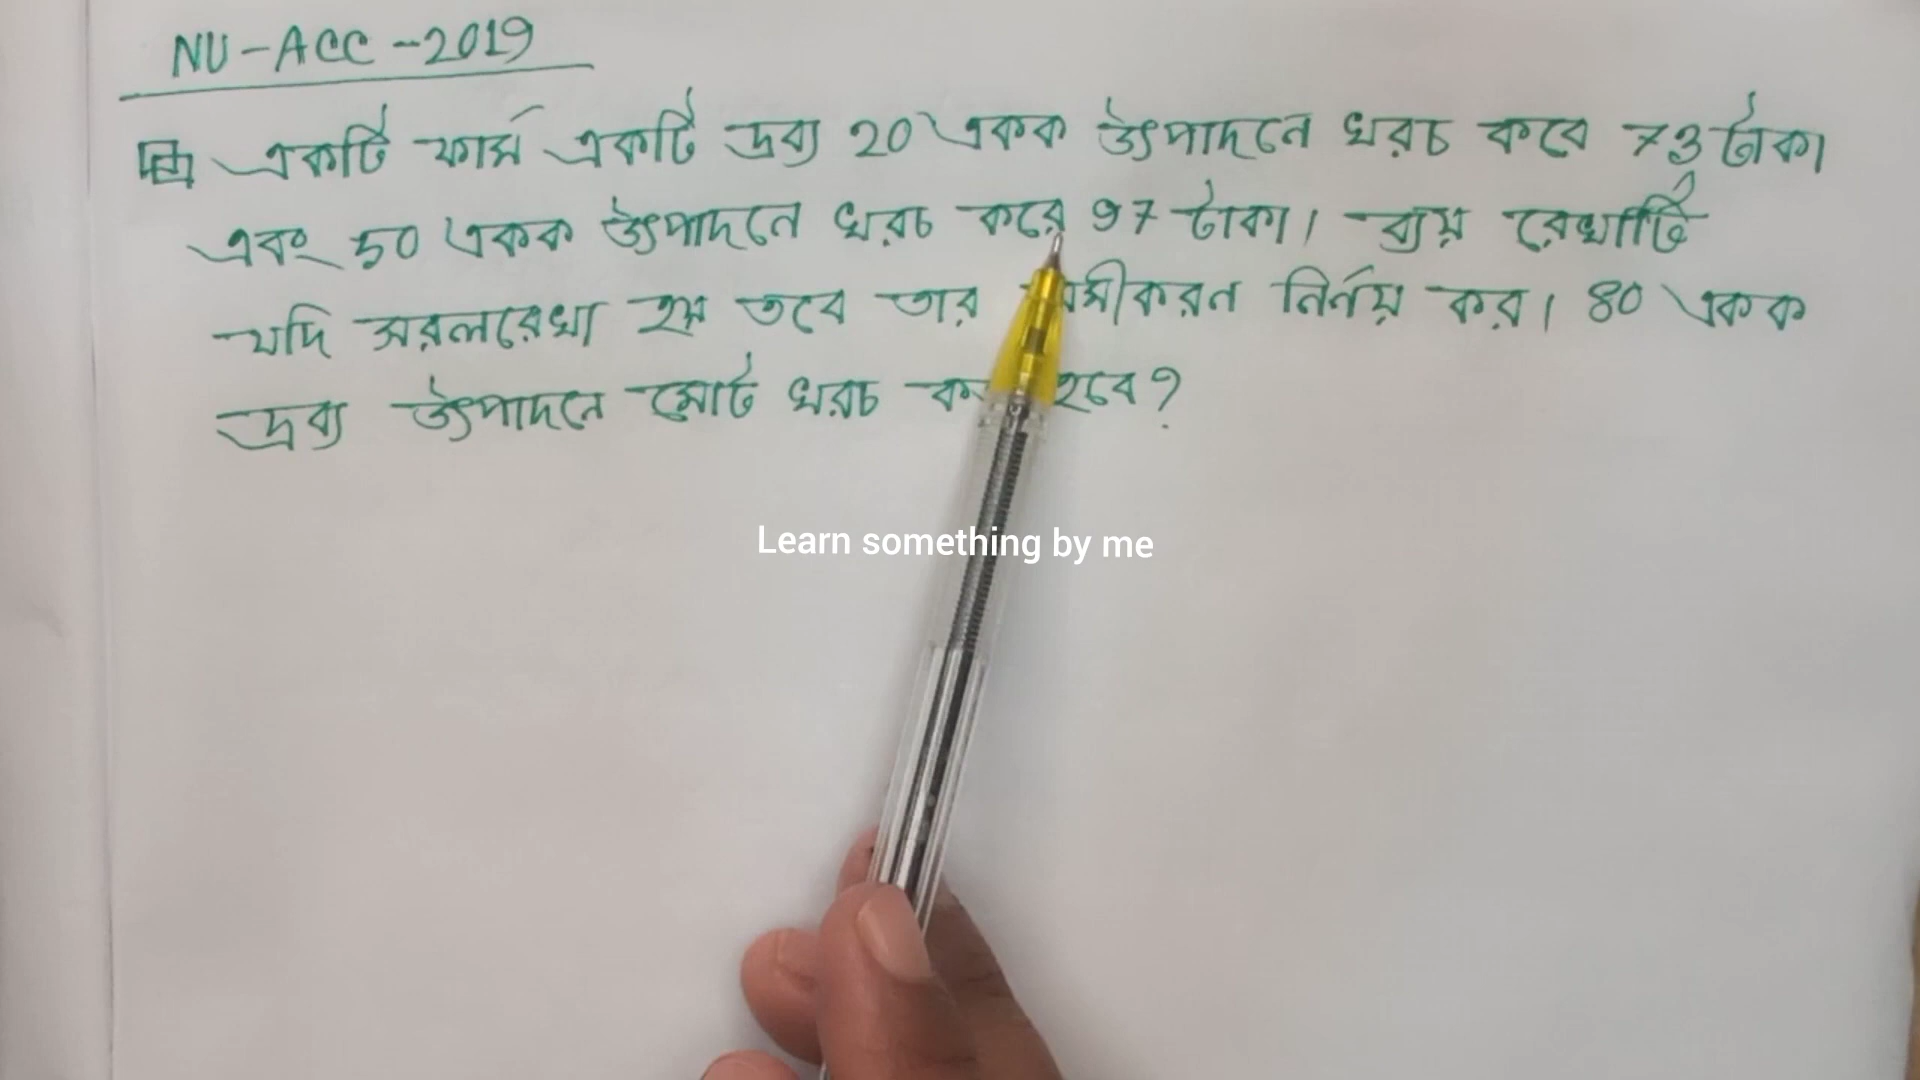 NU-ACC-2019
প্রশ্ন একটি ফার্ম একটি দ্রব্য 20 একক উৎপাদনে খরচ করে 73 টাকা
এবং 50 একক উৎপাদনে খরচ করে 97 টাকা। ব্যয় রেখাটি
যদি সরলরেখা হয় তবে তার সমীকরণ নির্ণয় কর। 80 একক
দ্রব্য উৎপাদনে মোট খরচ কত হবে?
Learn something by me